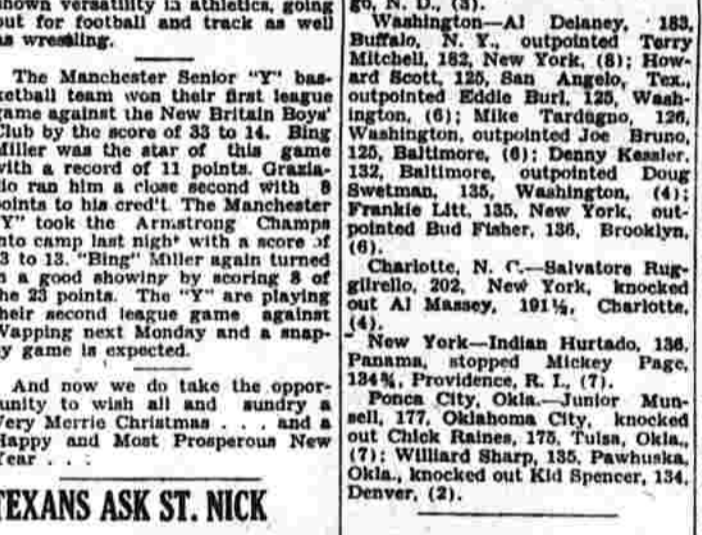 shown versatility in athletics, going
out for football and track as well
as wrestling.
The Manchester Senior "Y" bas-
ketball team won their first league
game against the New Britain Boys'
Club by the score of 33 to 14. Bing
Miller was the star of this game
with a record of 11 points. Grazia-
dio ran him a close second with 8
points to his cred't. The Manchester
"Y" took the Armstrong Champs
into camp last night with a score of
3 to 13. "Bing" Miller again turned
in a good showing by scoring 8 of
the 23 points. The "Y" are playing
their second league game against
Wapping next Monday and a snap-
py game is expected.
And now we do take the oppor-
tunity to wish all and sundry a
Very Merrie Christmas . . . and a
Happy and Most Prosperous New
Year . . .
TEXANS ASK ST. NICK
go, N. D., (3).
Washington—Al Delaney, 183,
Buffalo, N. Y., outpointed Terry
Mitchell, 182, New York, (8); How-
ard Scott, 125, San Angelo, Tex.,
outpointed Eddie Burl, 125, Wash-
ington, (6); Mike Tardugno, 126,
Washington, outpointed Joe Bruno,
125, Baltimore, (6); Denny Kessler,
132, Baltimore, outpointed Doug
Swetman, 135, Washington, (4);
Frankie Litt, 135, New York, out-
pointed Bud Fisher, 136, Brooklyn,
(6).
Charlotte, N. C.—Salvatore Rug-
gilrello, 202, New York, knocked
out Al Massey, 191½, Charlotte,
(4).
New York—Indian Hurtado, 136,
Panama, stopped Mickey Page,
134¾, Providence, R. I., (7).
Ponca City, Okla.—Junior Mun-
sell, 177, Oklahoma City, knocked
out Chick Raines, 175, Tulsa, Okla.,
(7); Williard Sharp, 135, Pawhuska,
Okla., knocked out Kid Spencer, 134,
Denver, (2).